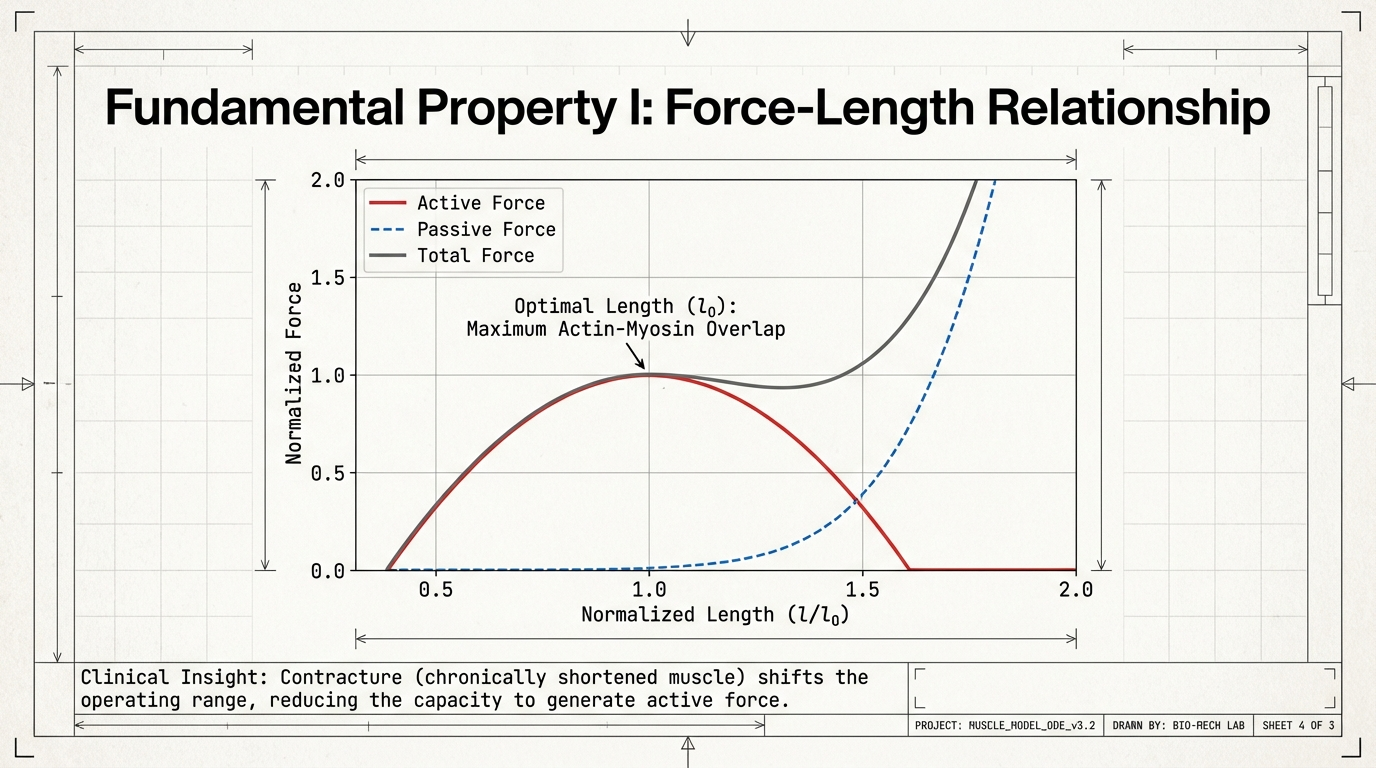 Fundamental Property I: Force-Length Relationship
2.0
1.5
1.0
0.5
0.0
Normalized Force
Active Force
Passive Force
Total Force
Optimal Length (l₀):
Maximum Actin-Myosin Overlap
0.5
1.0
1.5
2.0
Normalized Length (l/l₀)
Clinical Insight: Contracture (chronically shortened muscle) shifts the
operating range, reducing the capacity to generate active force.
PROJECT: MUSCLE_MODEL_ODE_v3.2
DRAWN BY: BIO-RECH LAB
SHEET 4 OF 3